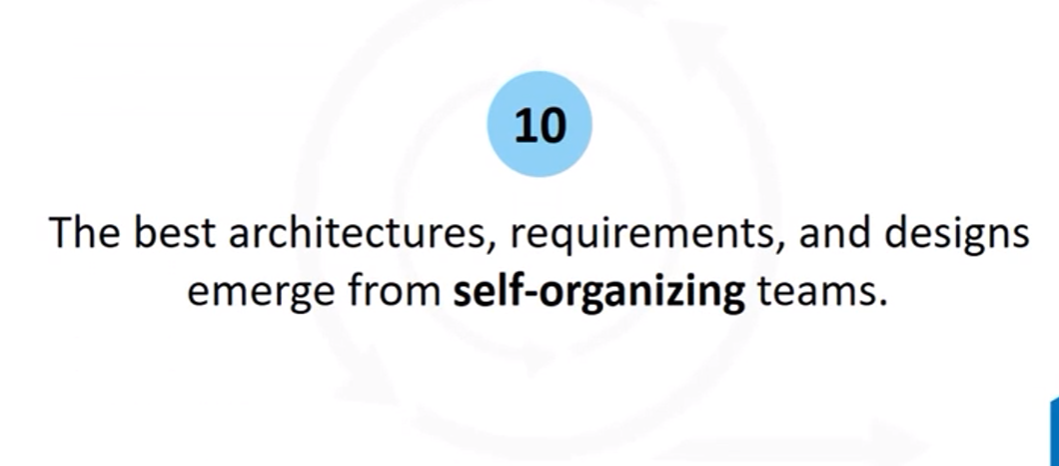 10
The best architectures, requirements, and designs
emerge from self-organizing teams.